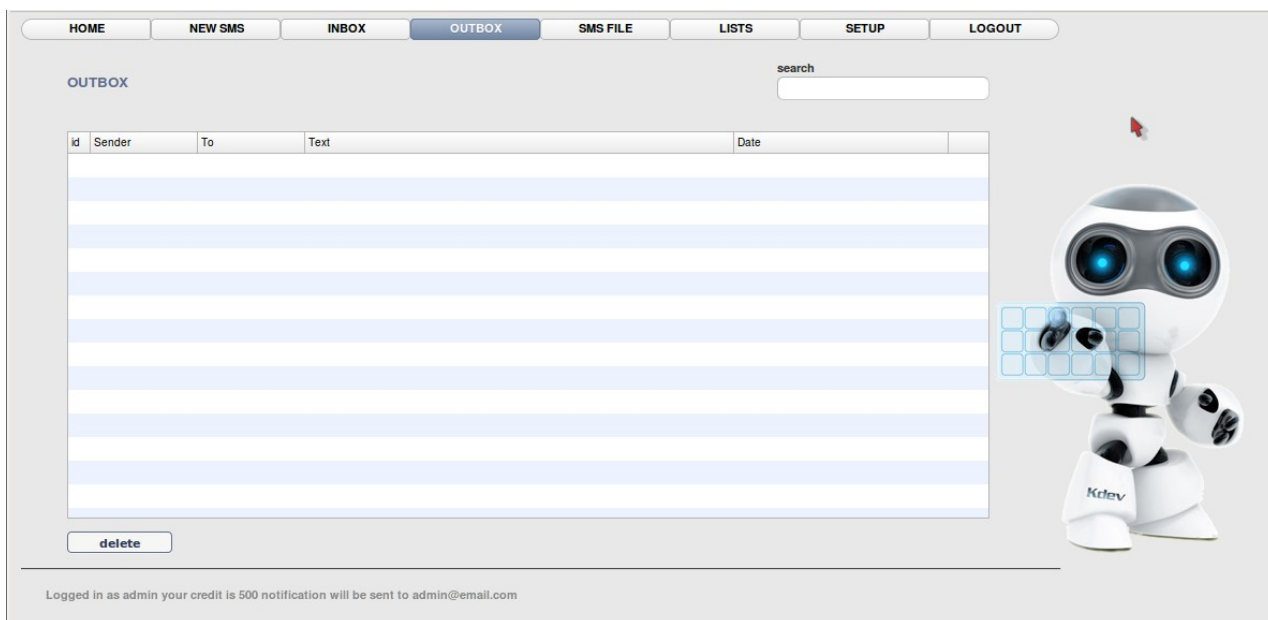 HOME NEW SMS INBOX OUTBOX SMS FILE LISTS SETUP LOGOUT
OUTBOX
search
id Sender To Text Date
Kdev
delete
Logged in as admin your credit is 500 notification will be sent to admin@email.com